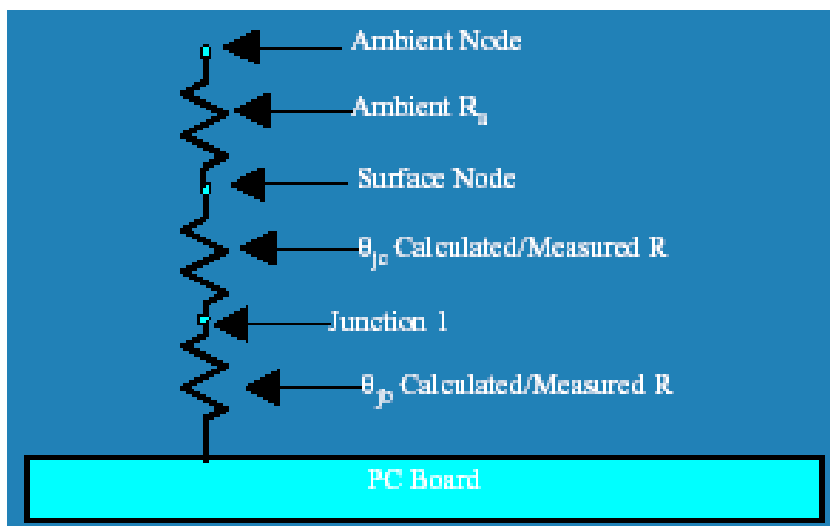 Ambient Node
Ambient Rₐ
Surface Node
θjc Calculated/Measured R
Junction 1
θjb Calculated/Measured R
PC Board